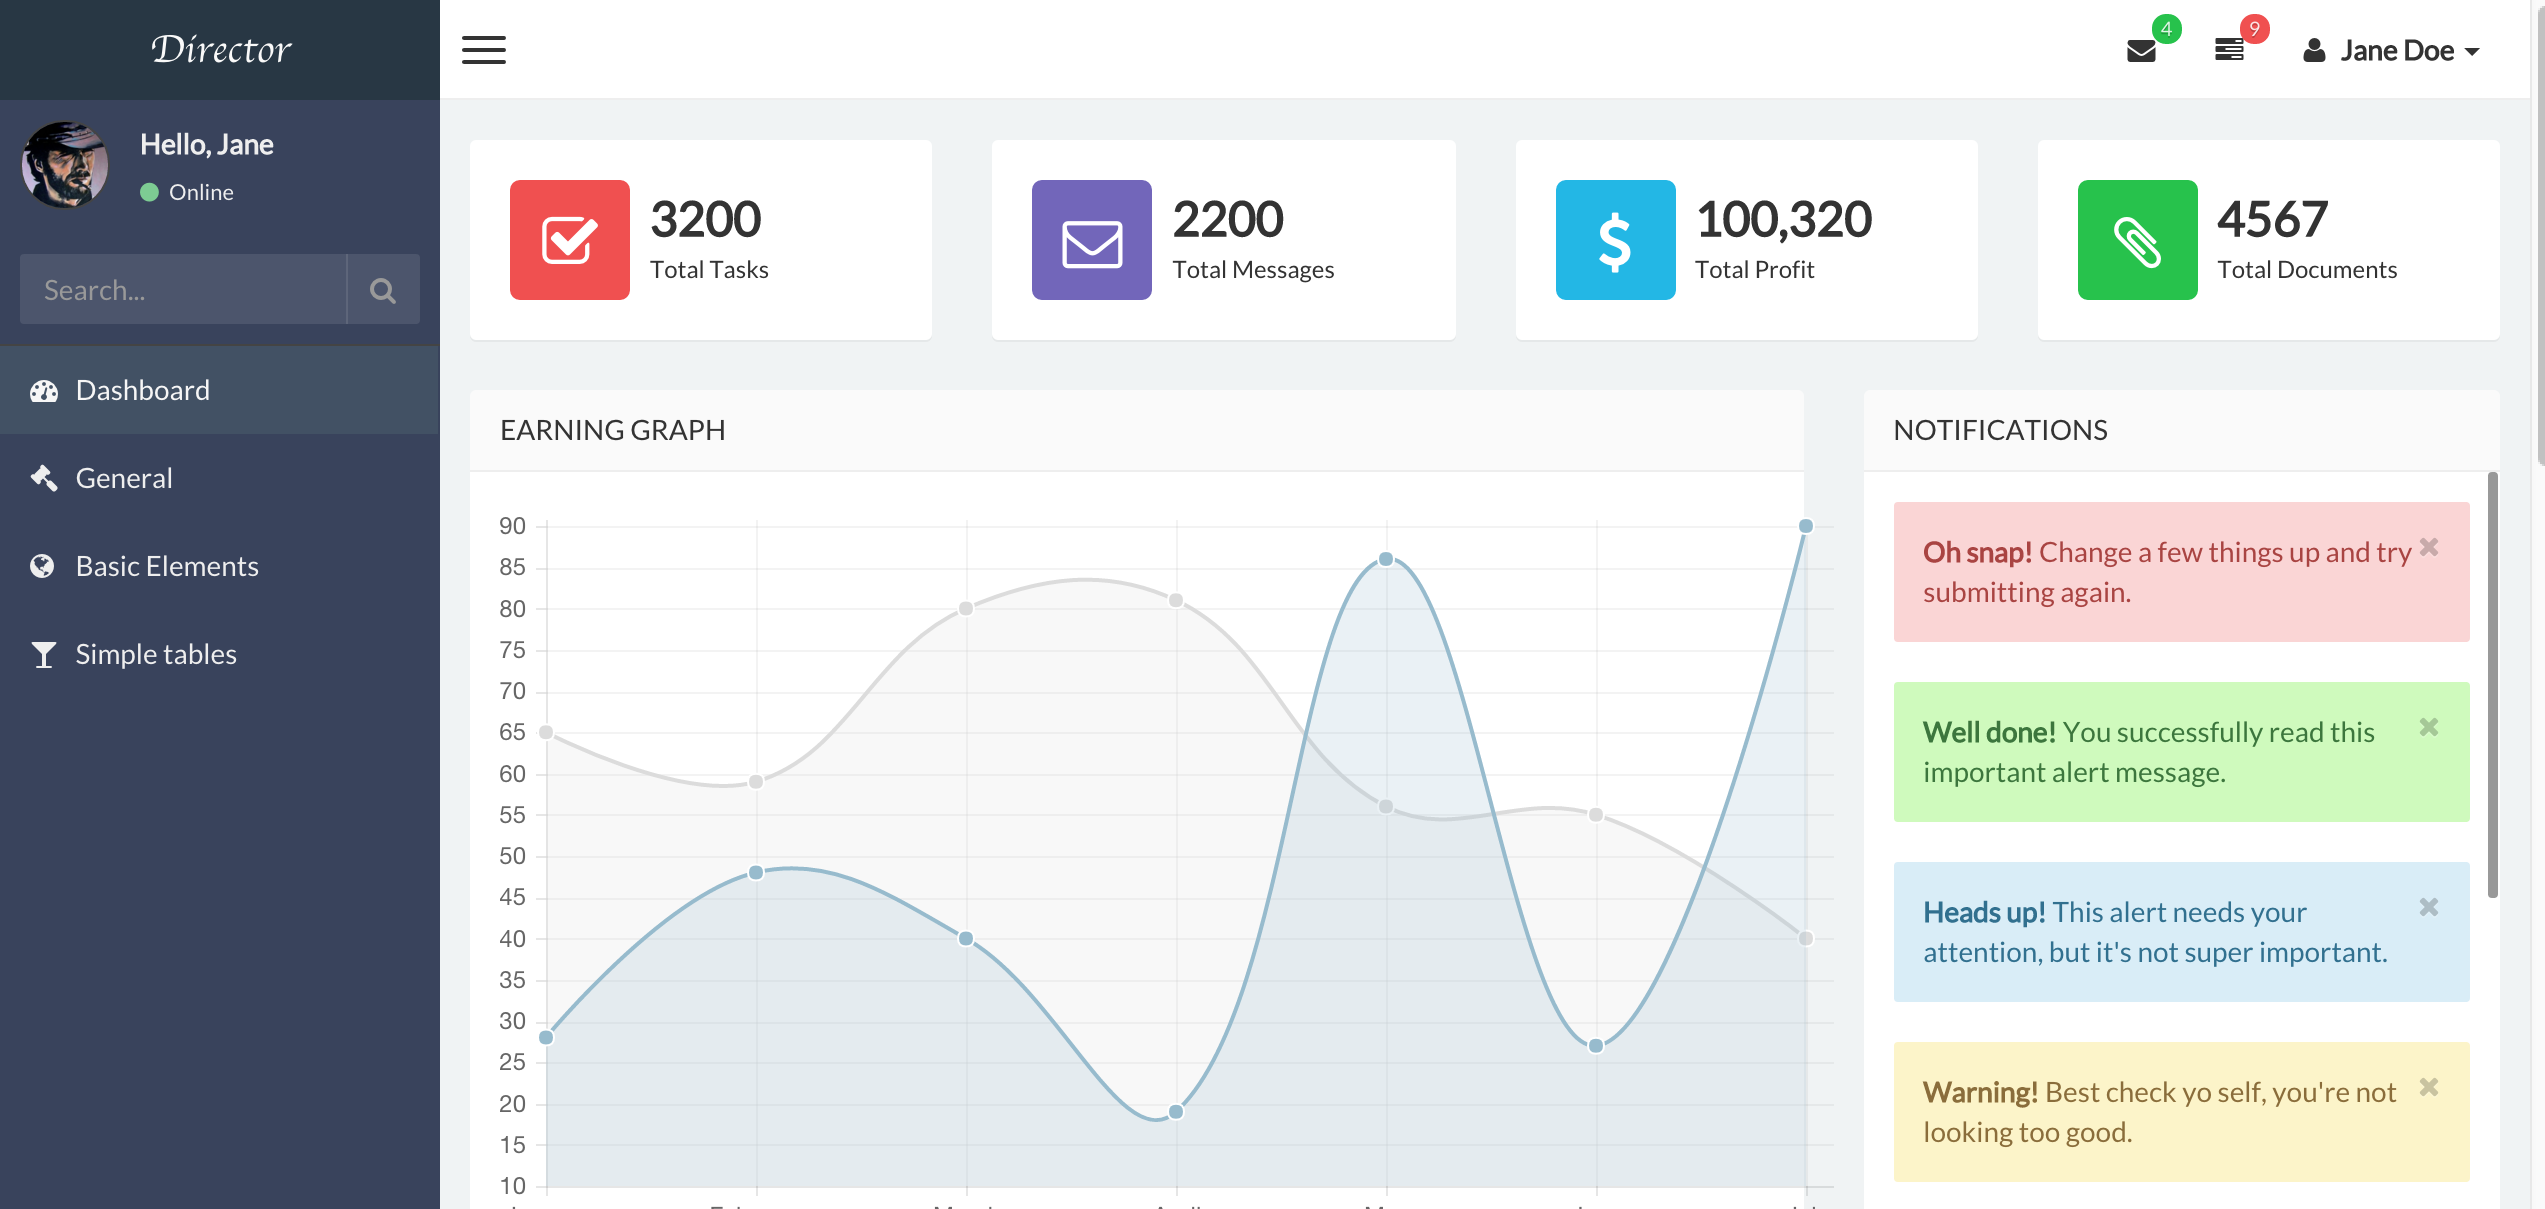 Director
4
9
Jane Doe
Hello, Jane
Online
Search...
Dashboard
General
Basic Elements
Simple tables
3200
Total Tasks
2200
Total Messages
100,320
Total Profit
4567
Total Documents
EARNING GRAPH
90
85
80
75
70
65
60
55
50
45
40
35
30
25
20
15
10
NOTIFICATIONS
Oh snap! Change a few things up and try
submitting again.
Well done! You successfully read this
important alert message.
Heads up! This alert needs your
attention, but it's not super important.
Warning! Best check yo self, you're not
looking too good.